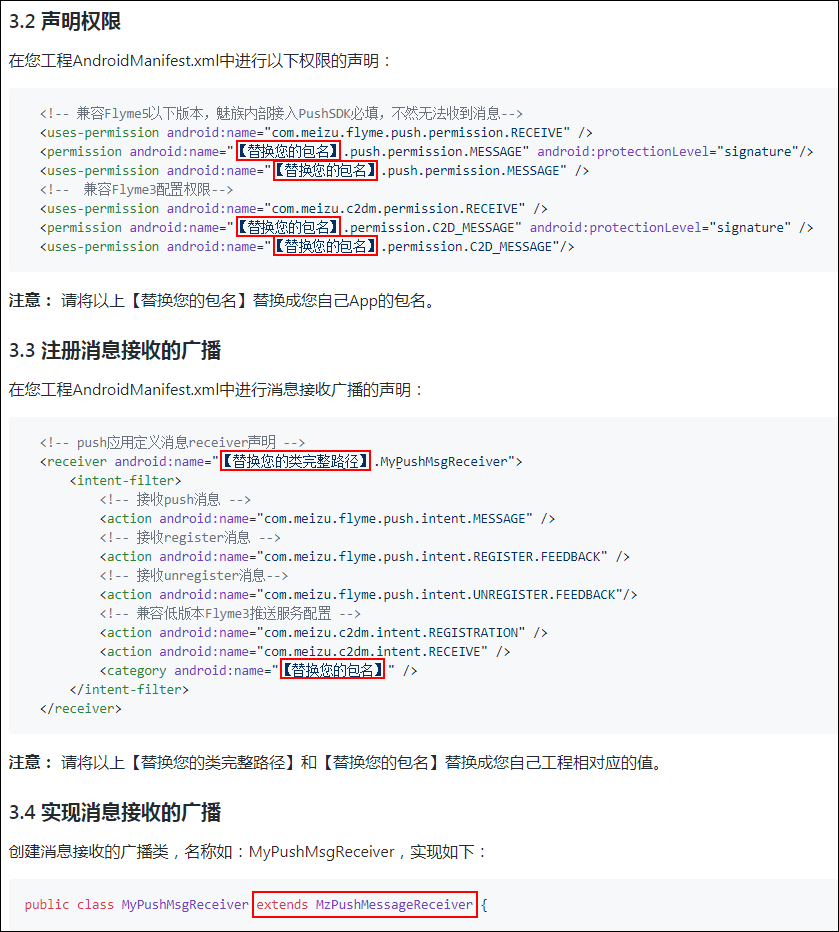 3.2 声明权限
在您工程AndroidManifest.xml中进行以下权限的声明：
<!-- 兼容Flyme5以下版本，魅族内部接入PushSDK必填，不然无法收到消息-->
<uses-permission android:name="com.meizu.flyme.push.permission.RECEIVE" />
<permission android:name="【替换您的包名】.push.permission.MESSAGE" android:protectionLevel="signature"/>
<uses-permission android:name="【替换您的包名】.push.permission.MESSAGE" />
<!--  兼容Flyme3配置权限-->
<uses-permission android:name="com.meizu.c2dm.permission.RECEIVE" />
<permission android:name="【替换您的包名】.permission.C2D_MESSAGE" android:protectionLevel="signature" />
<uses-permission android:name="【替换您的包名】.permission.C2D_MESSAGE"/>
注意： 请将以上【替换您的包名】替换成您自己App的包名。
3.3 注册消息接收的广播
在您工程AndroidManifest.xml中进行消息接收广播的声明：
<!-- push应用定义消息receiver声明 -->
<receiver android:name="【替换您的类完整路径】.MyPushMsgReceiver">
<intent-filter>
<!-- 接收push消息 -->
<action android:name="com.meizu.flyme.push.intent.MESSAGE" />
<!-- 接收register消息 -->
<action android:name="com.meizu.flyme.push.intent.REGISTER.FEEDBACK" />
<!-- 接收unregister消息-->
<action android:name="com.meizu.flyme.push.intent.UNREGISTER.FEEDBACK"/>
<!-- 兼容低版本Flyme3推送服务配置 -->
<action android:name="com.meizu.c2dm.intent.REGISTRATION" />
<action android:name="com.meizu.c2dm.intent.RECEIVE" />
<category android:name="【替换您的包名】" />
</intent-filter>
</receiver>
注意： 请将以上【替换您的类完整路径】和【替换您的包名】替换成您自己工程相对应的值。
3.4 实现消息接收的广播
创建消息接收的广播类，名称如：MyPushMsgReceiver，实现如下：
public class MyPushMsgReceiver extends MzPushMessageReceiver {